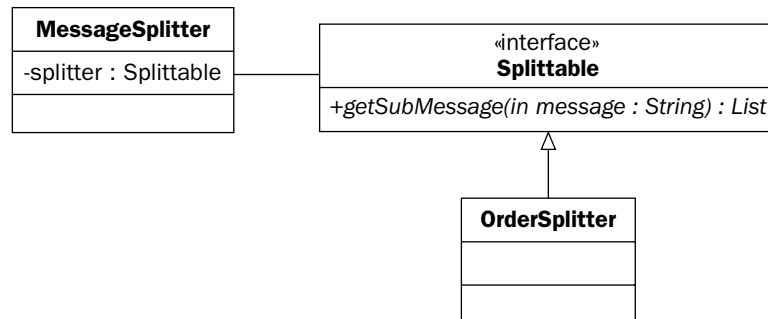 MessageSplitter
-splitter : Splittable
«interface»
Splittable
+getSubMessage(in message : String) : List
OrderSplitter